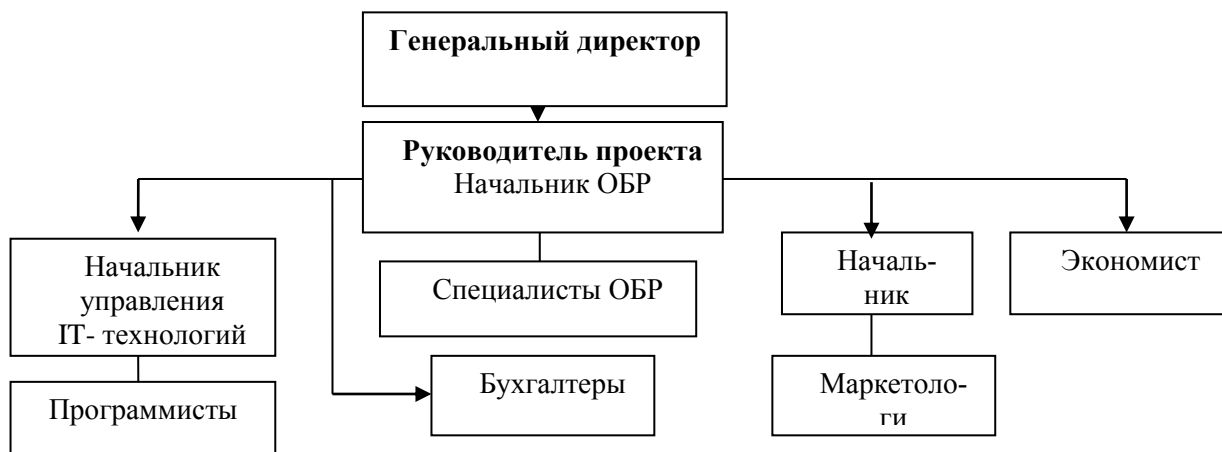 Генеральный директор
Руководитель проекта
Начальник ОБР
Начальник
управления
IT- технологий
Специалисты ОБР
Началь-
ник
Экономист
Программисты
Бухгалтеры
Маркетоло-
ги